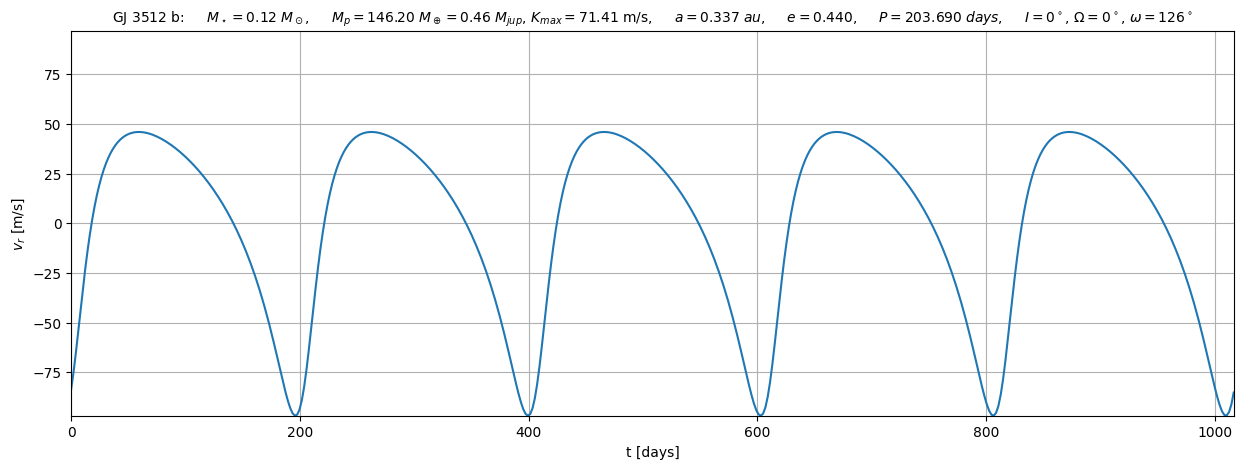 GJ 3512 b: M⋆ = 0.12 M⊙, Mp = 146.20 M⊕ = 0.46 Mjup, Kmax = 71.41 m/s, a = 0.337 au, e = 0.440, P = 203.690 days, I = 0°, Ω = 0°, ω = 126°
75
50
25
0
−25
−50
−75
vr [m/s]
0 200 400 600 800 1000
t [days]